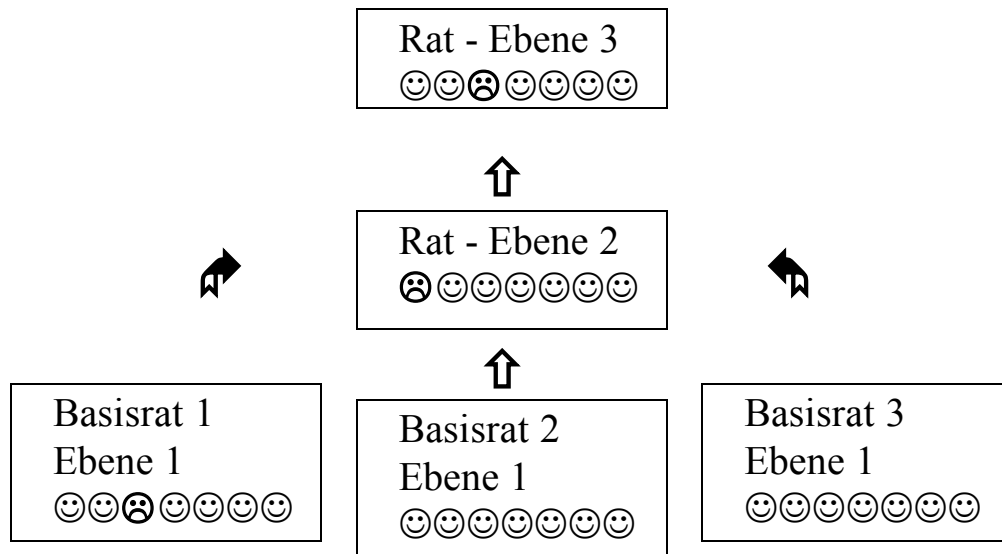 Rat - Ebene 3
☺☺☹☺☺☺☺
Rat - Ebene 2
☹☺☺☺☺☺☺
Basisrat 1
Ebene 1
☺☺☹☺☺☺☺
Basisrat 2
Ebene 1
☺☺☺☺☺☺☺
Basisrat 3
Ebene 1
☺☺☺☺☺☺☺